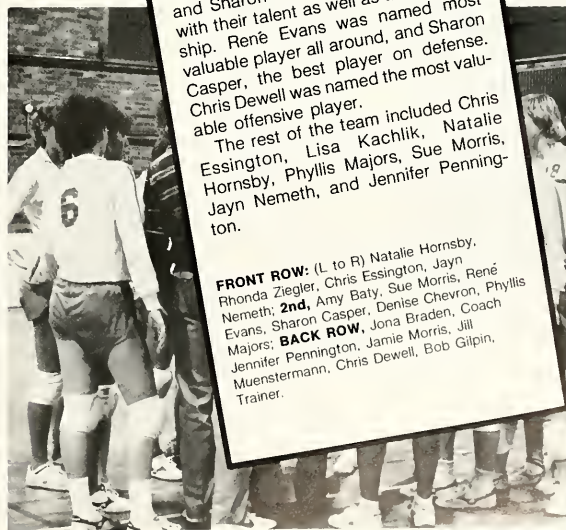 and Sharon
with their talent as well as
ship. René Evans was named most
valuable player all around, and Sharon
Casper, the best player on defense.
Chris Dewell was named the most valu-
able offensive player.
The rest of the team included Chris
Essington, Lisa Kachlik, Natalie
Hornsby, Phyllis Majors, Sue Morris,
Jayn Nemeth, and Jennifer Penning-
ton.
FRONT ROW: (L to R) Natalie Hornsby,
Rhonda Ziegler, Chris Essington, Jayn
Nemeth; 2nd, Amy Baty, Sue Morris, René
Evans, Sharon Casper, Denise Chevron, Phyllis
Majors; BACK ROW, Jona Braden, Coach
Jennifer Pennington, Jamie Morris, Jill
Muenstermann, Chris Dewell, Bob Gilpin,
Trainer.
6
8